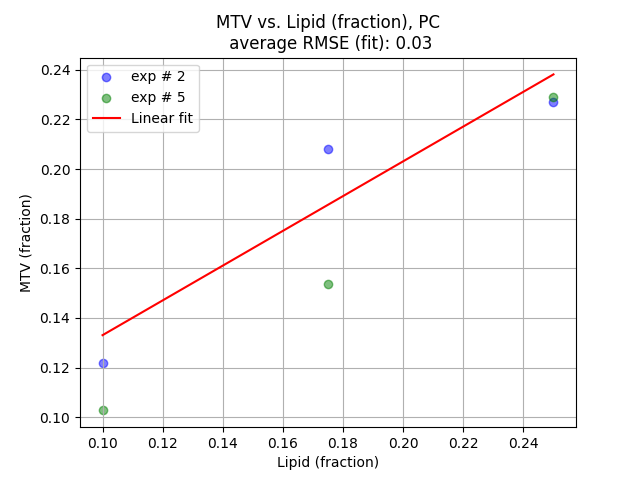 MTV vs. Lipid (fraction), PC
average RMSE (fit): 0.03
exp # 2
exp # 5
Linear fit
MTV (fraction)
0.24
0.22
0.20
0.18
0.16
0.14
0.12
0.10
0.10 0.12 0.14 0.16 0.18 0.20 0.22 0.24
Lipid (fraction)